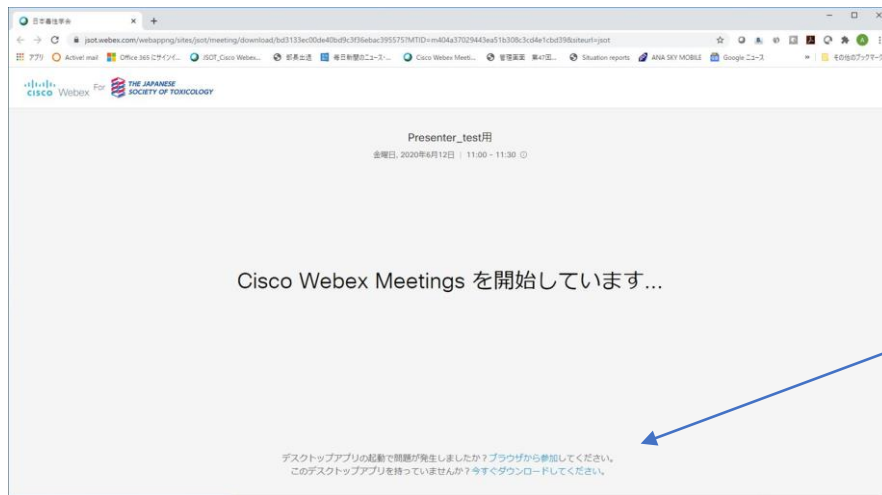 日本毒性学会
jsot.webex.com/webappng/sites/jsot/meeting/download/bd3133ec00de40bd9c3f36ebac395575?MTID=m404a37029443ea51b308c3cd4e1cbd39&siteurl=jsot
アプリ Active! mail Office 365 にサインイ... JSOT_Cisco Webex... 部長出造 毎日新聞のニュース・... Cisco Webex Meeti... 管理画面 第47回... Situation reports ANA SKY MOBILE Google ニュース » その他のブックマーク
CISCO Webex For THE JAPANESE
SOCIETY OF TOXICOLOGY
Presenter_test用
金曜日, 2020年6月12日 | 11:00 - 11:30
Cisco Webex Meetings を開始しています...
デスクトップアプリの起動で問題が発生しましたか？ブラウザから参加してください。
このデスクトップアプリを持っていませんか？今すぐダウンロードしてください。